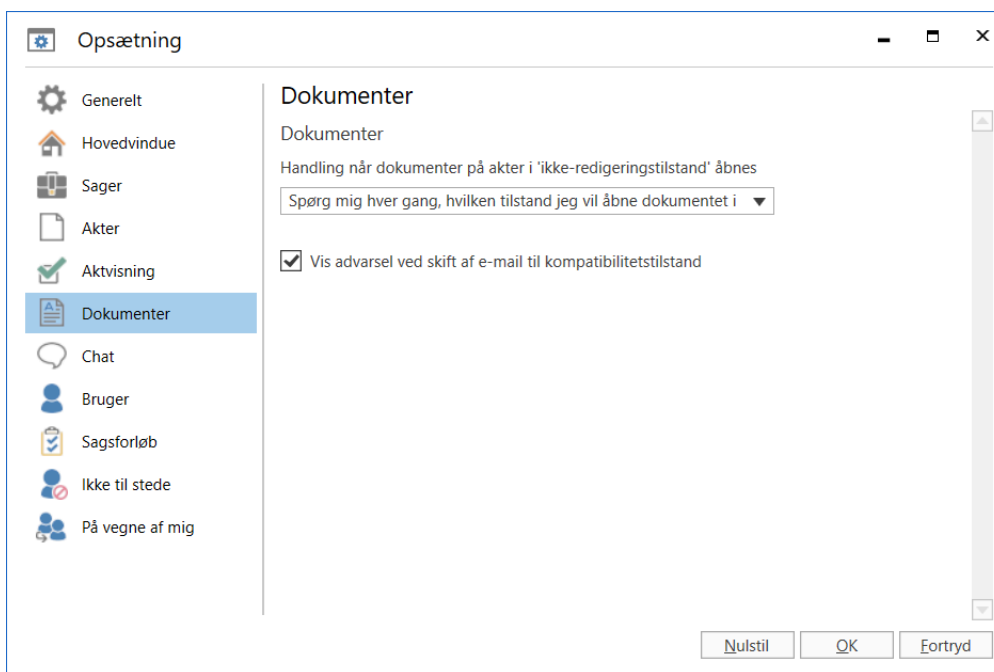 Opsætning
Generelt
Hovedvindue
Sager
Akter
Aktvisning
Dokumenter
Chat
Bruger
Sagsforløb
Ikke til stede
På vegne af mig
Dokumenter
Dokumenter
Handling når dokumenter på akter i 'ikke-redigeringstilstand' åbnes
Spørg mig hver gang, hvilken tilstand jeg vil åbne dokumentet i
Vis advarsel ved skift af e-mail til kompatibilitetstilstand
Nulstil OK Fortryd